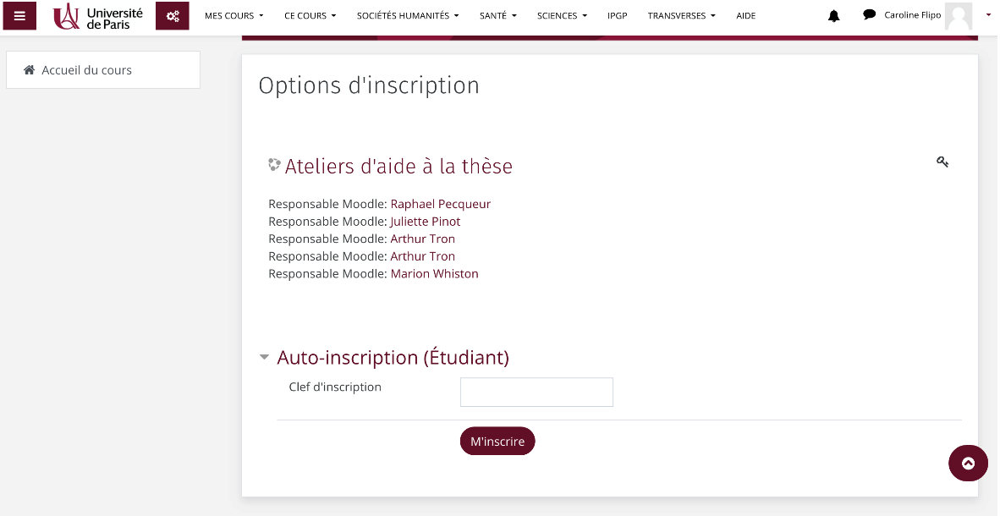 Université
de Paris
MES COURS
CE COURS
SOCIÉTÉS HUMANITÉS
SANTÉ
SCIENCES
IPGP
TRANSVERSES
AIDE
Caroline Flipo
Accueil du cours
Options d'inscription
Ateliers d'aide à la thèse
Responsable Moodle: Raphael Pecqueur
Responsable Moodle: Juliette Pinot
Responsable Moodle: Arthur Tron
Responsable Moodle: Arthur Tron
Responsable Moodle: Marion Whiston
Auto-inscription (Étudiant)
Clef d'inscription
M'inscrire